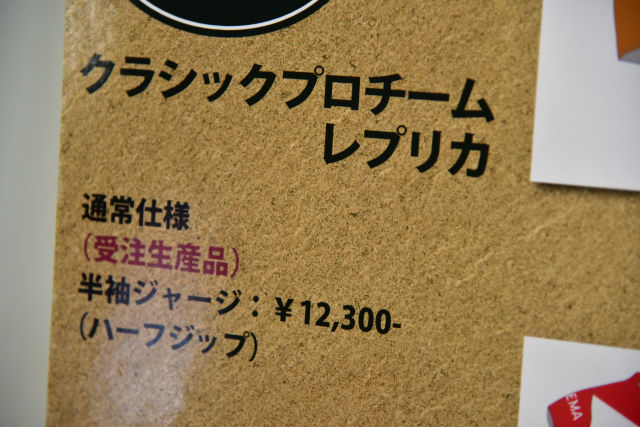 クラシックプロチーム
レプリカ
通常仕様
(受注生産品)
半袖ジャージ：￥12,300-
(ハーフジップ)
EMA